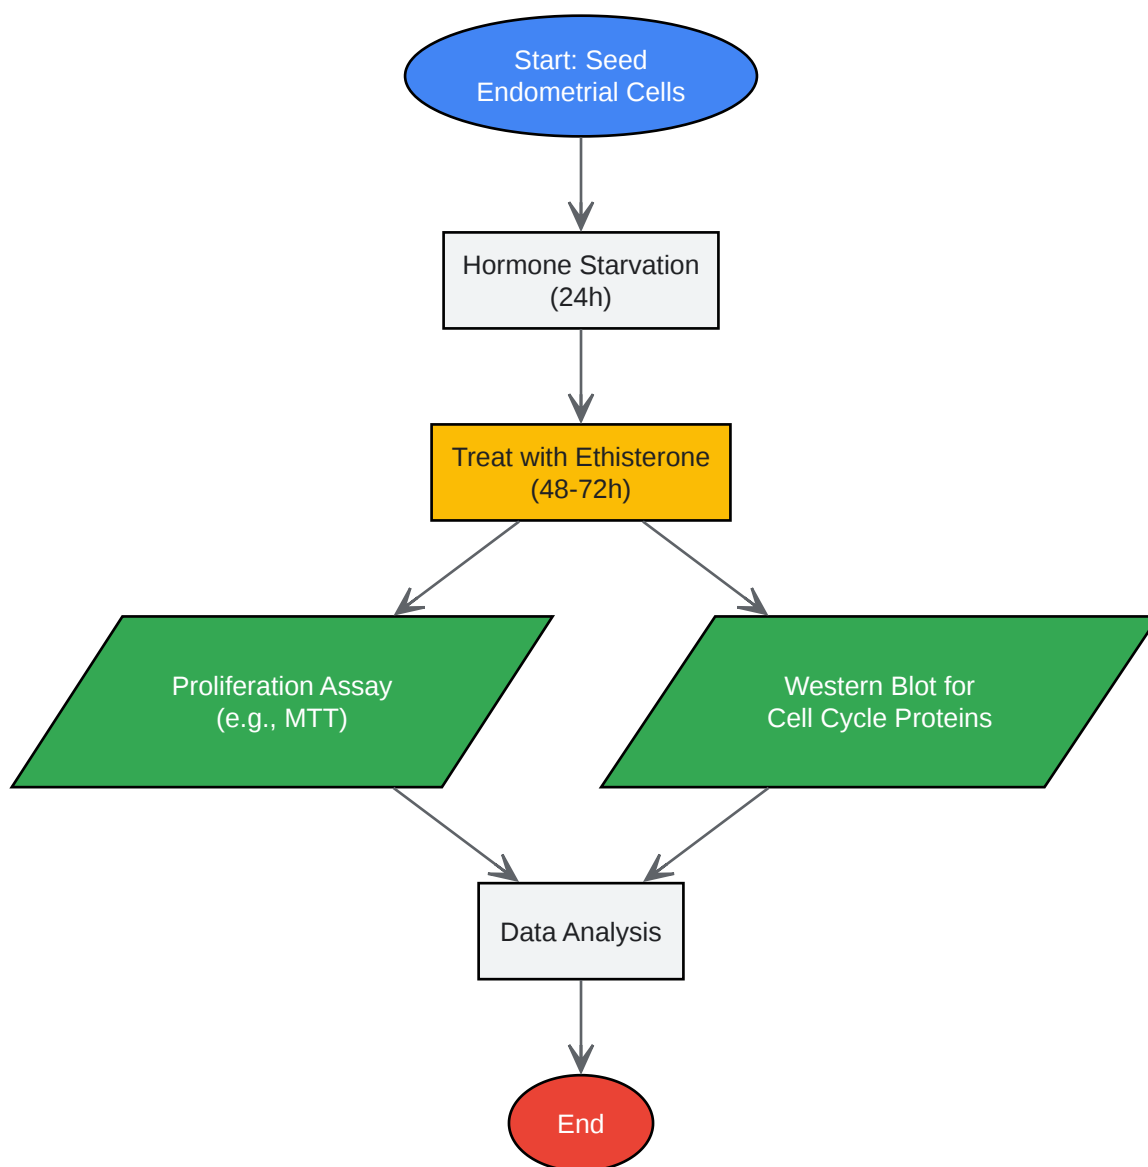 Start: Seed
Endometrial Cells
Hormone Starvation
(24h)
Treat with Ethisterone
(48-72h)
Proliferation Assay
(e.g., MTT)
Western Blot for
Cell Cycle Proteins
Data Analysis
End